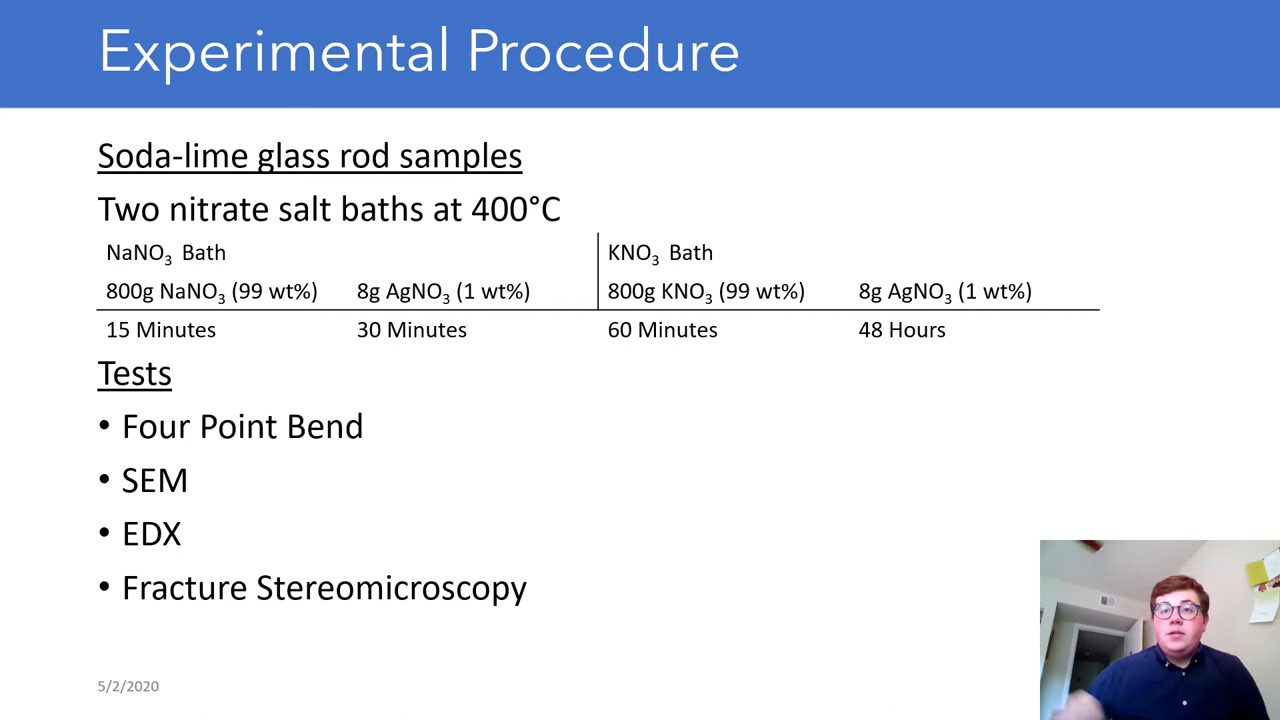 Experimental Procedure
Soda-lime glass rod samples
Two nitrate salt baths at 400°C
NaNO₃ Bath KNO₃ Bath
800g NaNO₃ (99 wt%) 8g AgNO₃ (1 wt%) 800g KNO₃ (99 wt%) 8g AgNO₃ (1 wt%)
15 Minutes 30 Minutes 60 Minutes 48 Hours
Tests
• Four Point Bend
• SEM
• EDX
• Fracture Stereomicroscopy
5/2/2020